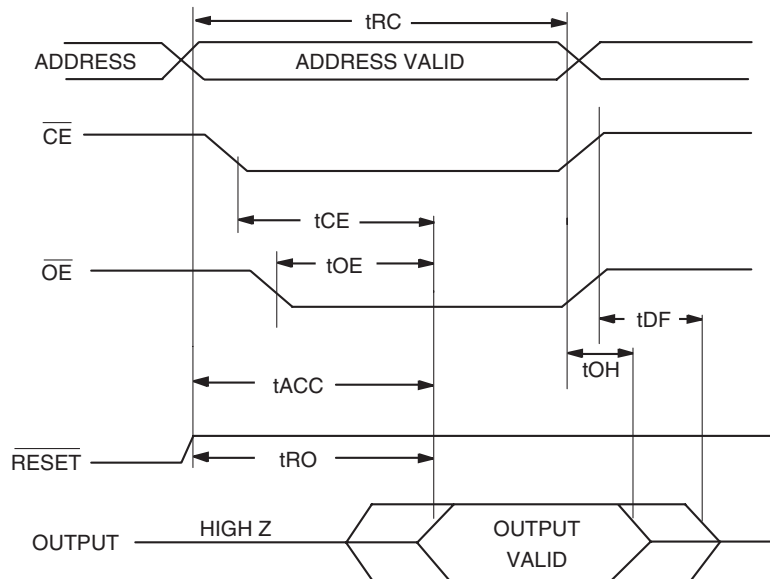 tRC
ADDRESS
ADDRESS VALID
CE
tCE
tOE
OE
tDF
tOH
tACC
RESET
tRO
HIGH Z
OUTPUT
OUTPUT
VALID